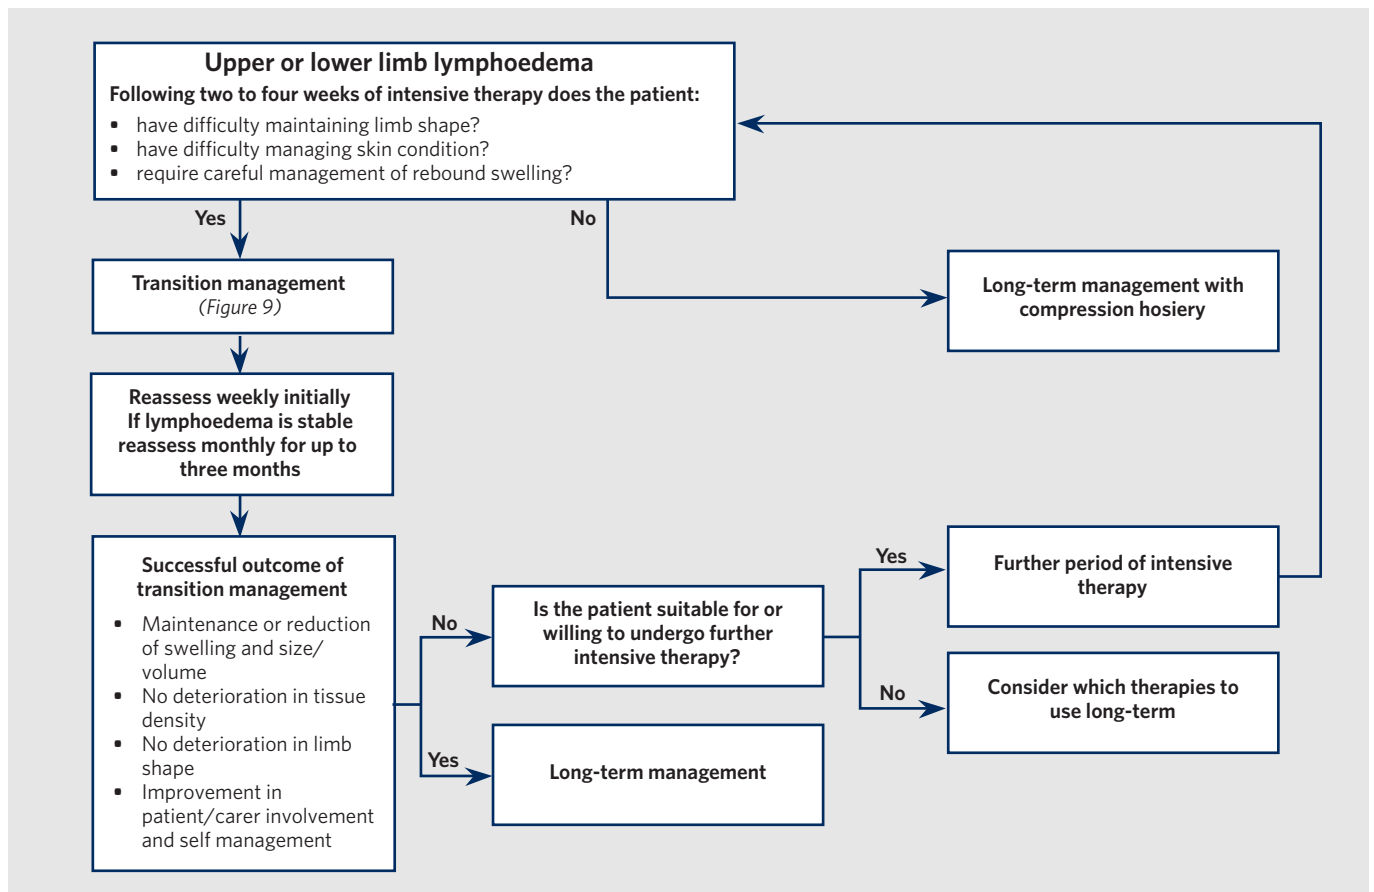 Upper or lower limb lymphoedema
Following two to four weeks of intensive therapy does the patient:
▪ have difficulty maintaining limb shape?
▪ have difficulty managing skin condition?
▪ require careful management of rebound swelling?
Yes
No
Transition management
(Figure 9)
Long-term management with
compression hosiery
Reassess weekly initially
If lymphoedema is stable
reassess monthly for up to
three months
Successful outcome of
transition management
▪ Maintenance or reduction
of swelling and size/
volume
▪ No deterioration in tissue
density
▪ No deterioration in limb
shape
▪ Improvement in
patient/carer involvement
and self management
No
Is the patient suitable for or
willing to undergo further
intensive therapy?
Yes
Long-term management
Yes
Further period of intensive
therapy
No
Consider which therapies to
use long-term